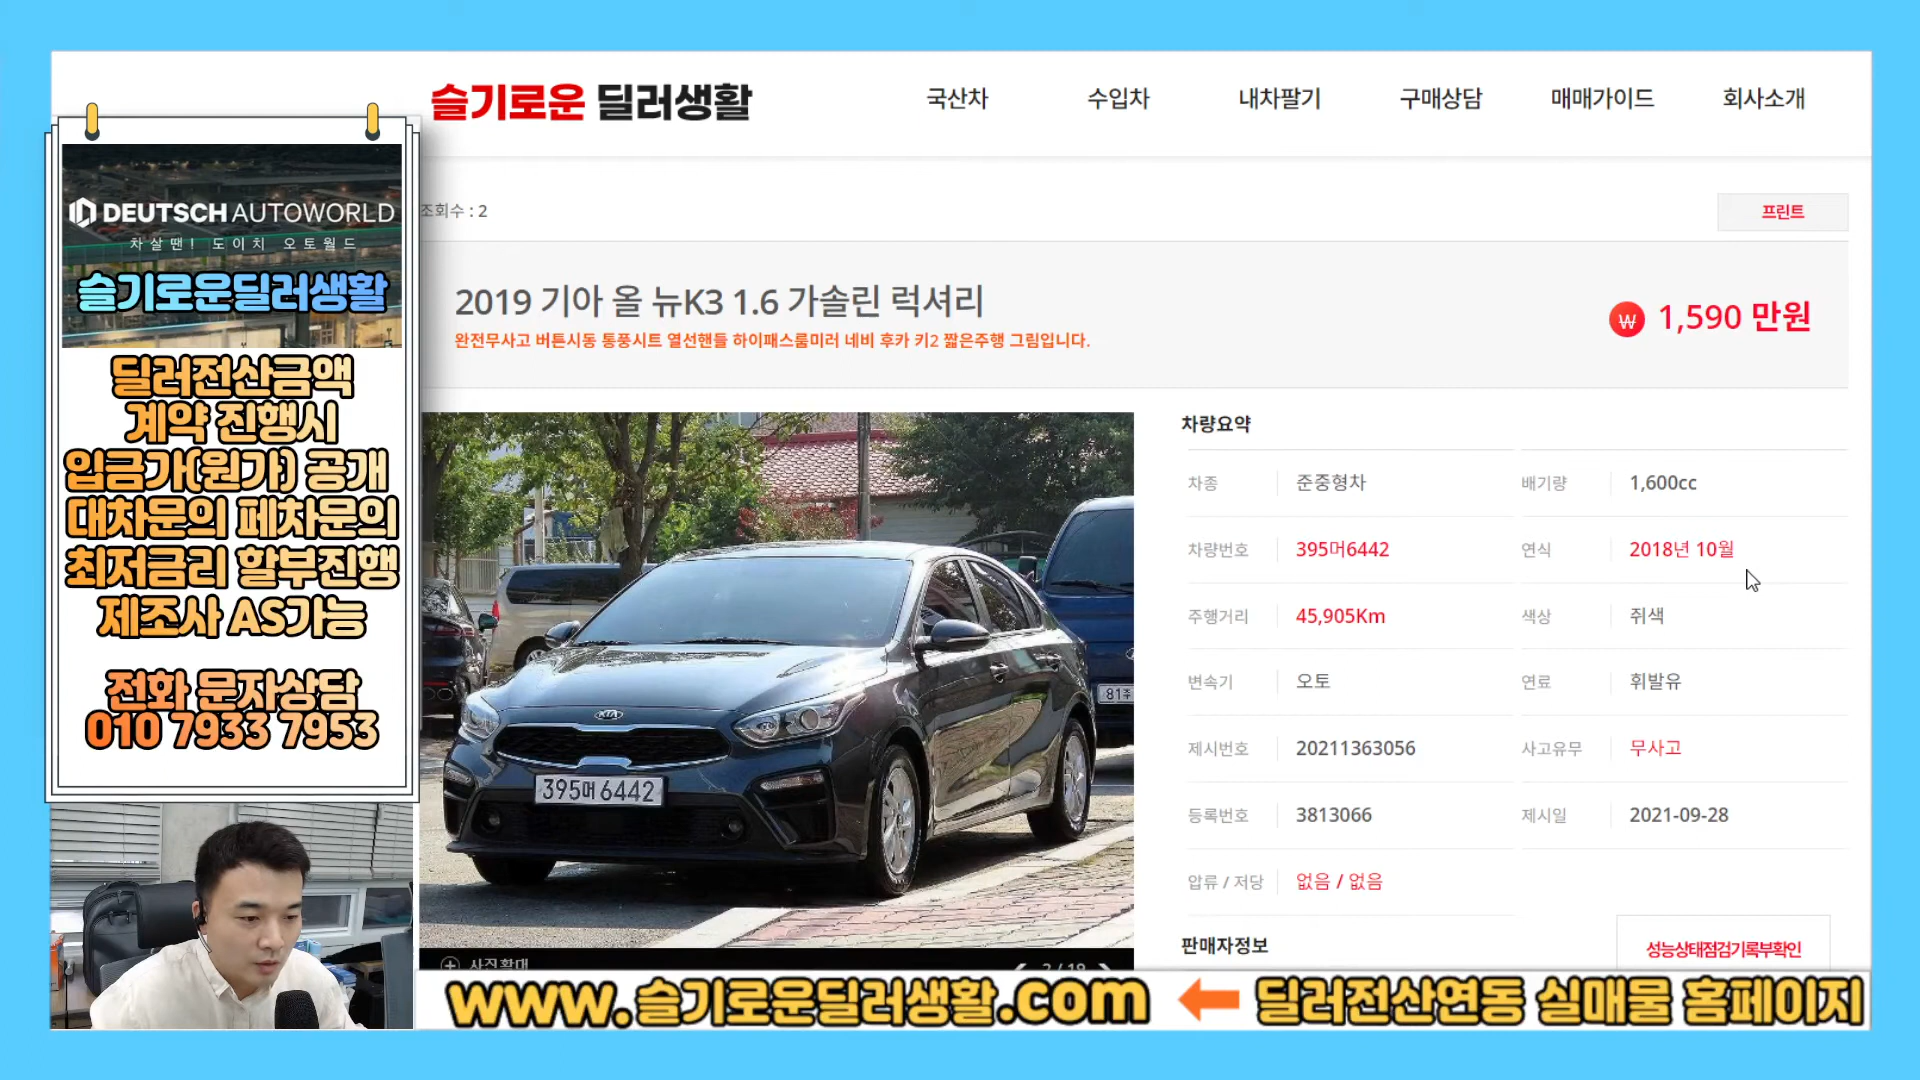 슬기로운 딜러생활
국산차
수입차
내차팔기
구매상담
매매가이드
회사소개
DEUTSCH AUTOWORLD
차살땐! 도이치 오토월드
슬기로운딜러생활
딜러전산금액
계약 진행시
입금가(원가) 공개
대차문의 폐차문의
최저금리 할부진행
제조사 AS가능
전화 문자상담
010 7933 7953
조회수 : 2
프린트
2019 기아 올 뉴K3 1.6 가솔린 럭셔리
₩ 1,590 만원
완전무사고 버튼시동 통풍시트 열선핸들 하이패스룸미러 네비 후카 키2 짧은주행 그림입니다.
KIA
395머 6442
81주
차량요약
차종 준중형차 배기량 1,600cc
차량번호 395머6442 연식 2018년 10월
주행거리 45,905Km 색상 쥐색
변속기 오토 연료 휘발유
제시번호 20211363056 사고유무 무사고
등록번호 3813066 제시일 2021-09-28
압류 / 저당 없음 / 없음
판매자정보
성능상태점검기록부확인
사진확대
2 / 19
www.슬기로운딜러생활.com ← 딜러전산연동 실매물 홈페이지